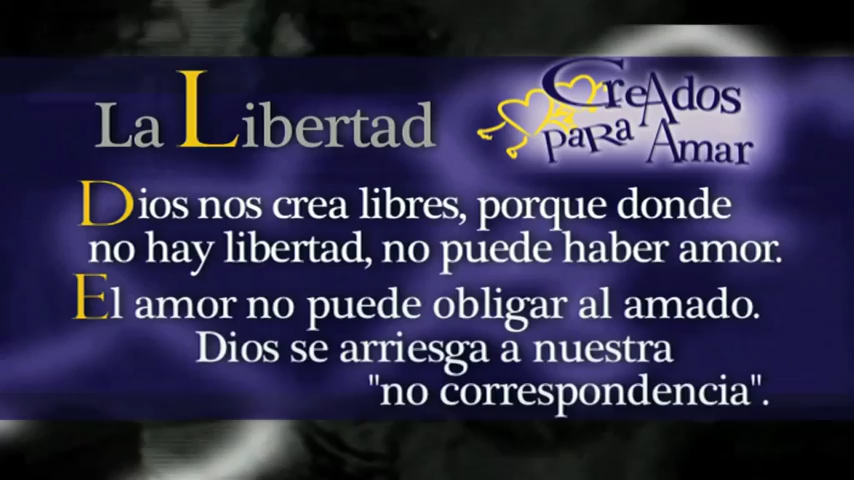 La Libertad
CreAdos
paRa Amar
Dios nos crea libres, porque donde
no hay libertad, no puede haber amor.
El amor no puede obligar al amado.
Dios se arriesga a nuestra
"no correspondencia".